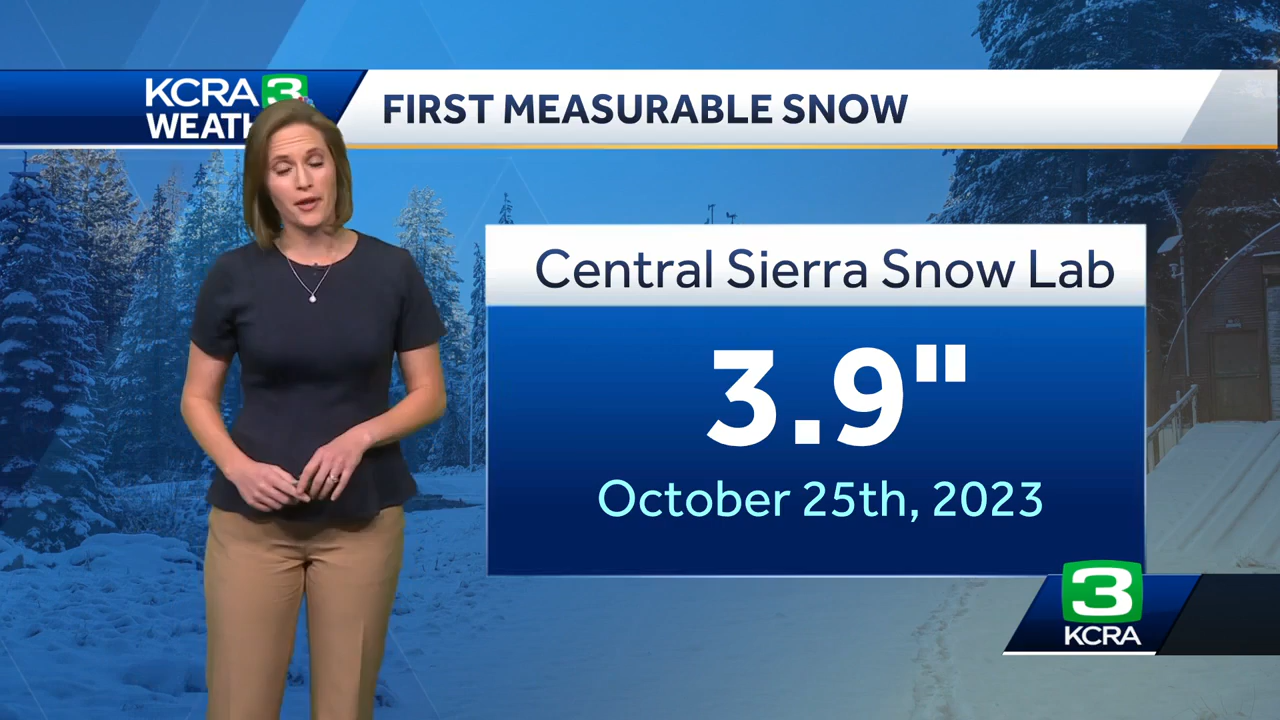 KCRA 3
WEATH
FIRST MEASURABLE SNOW
Central Sierra Snow Lab
3.9"
October 25th, 2023
3
KCRA